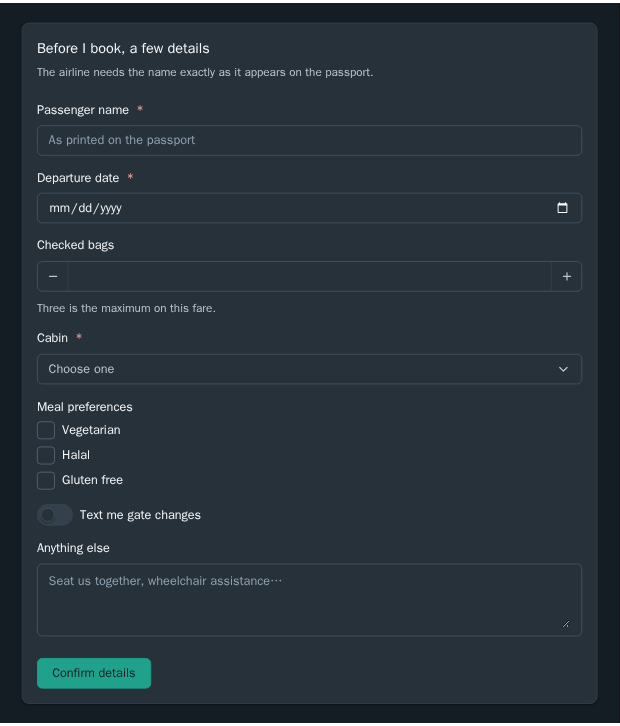 Before I book, a few details
The airline needs the name exactly as it appears on the passport.
Passenger name *
As printed on the passport
Departure date *
mm/dd/yyyy
Checked bags
− +
Three is the maximum on this fare.
Cabin *
Choose one
Meal preferences
Vegetarian
Halal
Gluten free
Text me gate changes
Anything else
Seat us together, wheelchair assistance⋯
Confirm details